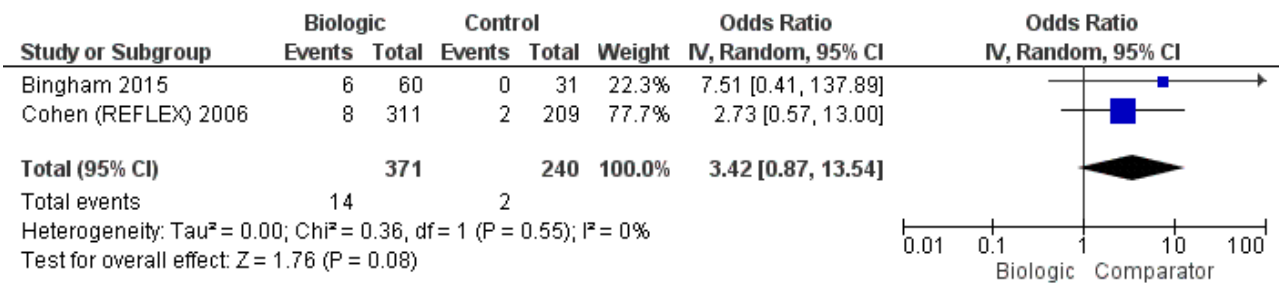 Biologic Control Odds Ratio Odds Ratio
Study or Subgroup Events Total Events Total Weight IV, Random, 95% CI IV, Random, 95% CI
Bingham 2015 6 60 0 31 22.3% 7.51 [0.41, 137.89]
Cohen (REFLEX) 2006 8 311 2 209 77.7% 2.73 [0.57, 13.00]
Total (95% CI) 371 240 100.0% 3.42 [0.87, 13.54]
Total events 14 2
Heterogeneity: Tau² = 0.00; Chi² = 0.36, df = 1 (P = 0.55); I² = 0%
Test for overall effect: Z = 1.76 (P = 0.08)
0.01 0.1 1 10 100
Biologic Comparator